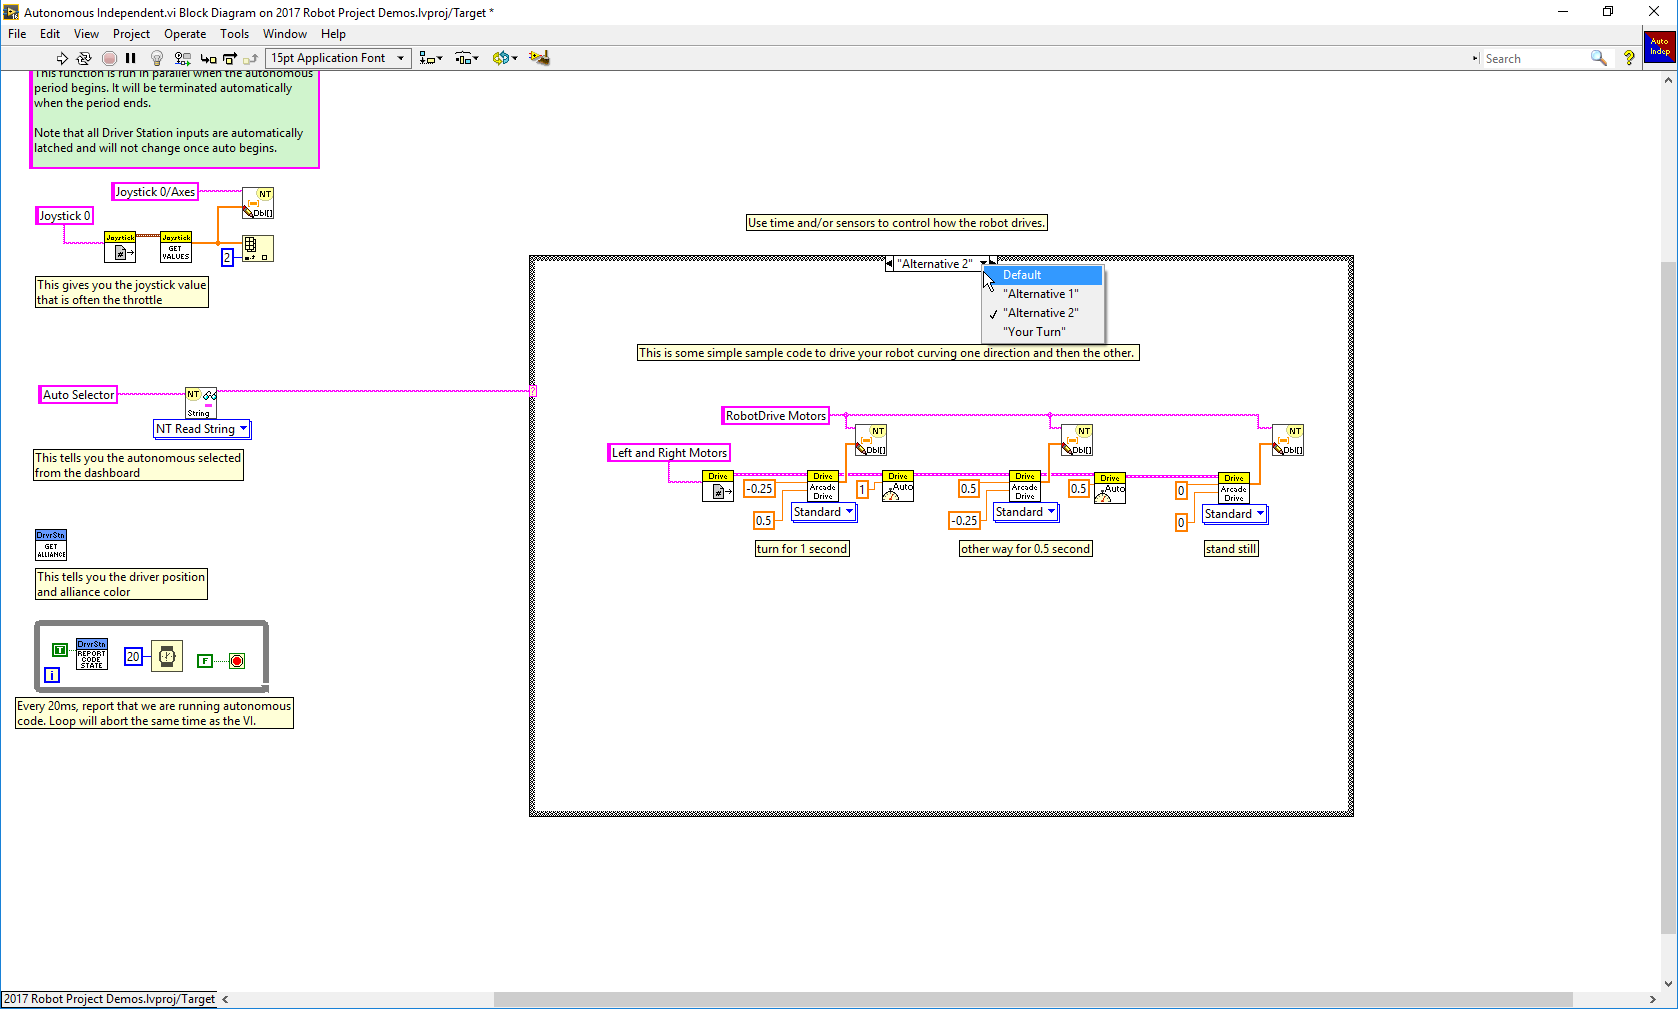 Autonomous Independent.vi Block Diagram on 2017 Robot Project Demos.lvproj/Target *
File Edit View Project Operate Tools Window Help
15pt Application Font
Search
Auto
Indep
This function is run in parallel when the autonomous
period begins. It will be terminated automatically
when the period ends.
Note that all Driver Station inputs are automatically
latched and will not change once auto begins.
Joystick 0/Axes
NT
Dbl[]
Joystick 0
Joystick
Joystick
GET
VALUES
2
This gives you the joystick value
that is often the throttle
Use time and/or sensors to control how the robot drives.
"Alternative 2"
Default
"Alternative 1"
"Alternative 2"
"Your Turn"
This is some simple sample code to drive your robot curving one direction and then the other.
Auto Selector
NT
String
NT Read String
?
This tells you the autonomous selected
from the dashboard
RobotDrive Motors
NT
Dbl[]
NT
Dbl[]
NT
Dbl[]
Left and Right Motors
Drive
-0.25
0.5
Drive
Arcade
Drive
Standard
1
Drive
Auto
0.5
-0.25
Drive
Arcade
Drive
Standard
0.5
Drive
Auto
0
0
Drive
Arcade
Drive
Standard
turn for 1 second
other way for 0.5 second
stand still
DrvrStn
GET
ALLIANCE
This tells you the driver position
and alliance color
T
DrvrStn
REPORT
CODE
STATE
20
F
i
Every 20ms, report that we are running autonomous
code. Loop will abort the same time as the VI.
2017 Robot Project Demos.lvproj/Target